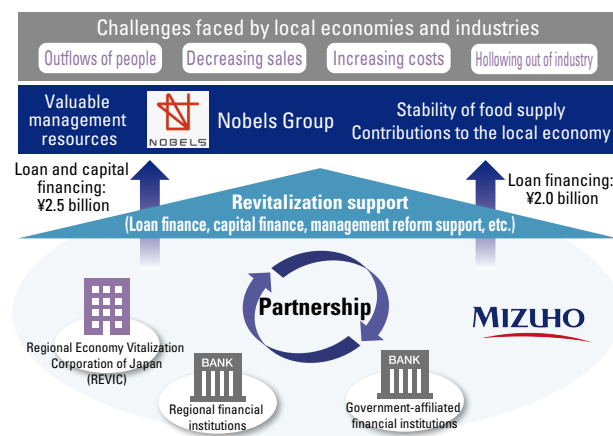 Challenges faced by local economies and industries
Outflows of people
Decreasing sales
Increasing costs
Hollowing out of industry
Valuable
management
resources
NOBELS
Nobels Group
Stability of food supply
Contributions to the local economy
Loan and capital
financing:
¥2.5 billion
Loan financing:
¥2.0 billion
Revitalization support
(Loan finance, capital finance, management reform support, etc.)
Partnership
MIZUHO
Regional Economy Vitalization
Corporation of Japan
(REVIC)
BANK
Regional financial
institutions
BANK
Government-affiliated
financial institutions